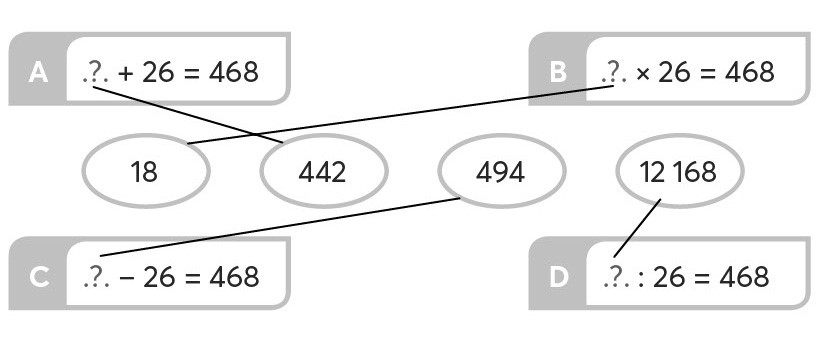 A .?. + 26 = 468
B .?. × 26 = 468
18 442 494 12 168
C .?. – 26 = 468
D .?. : 26 = 468